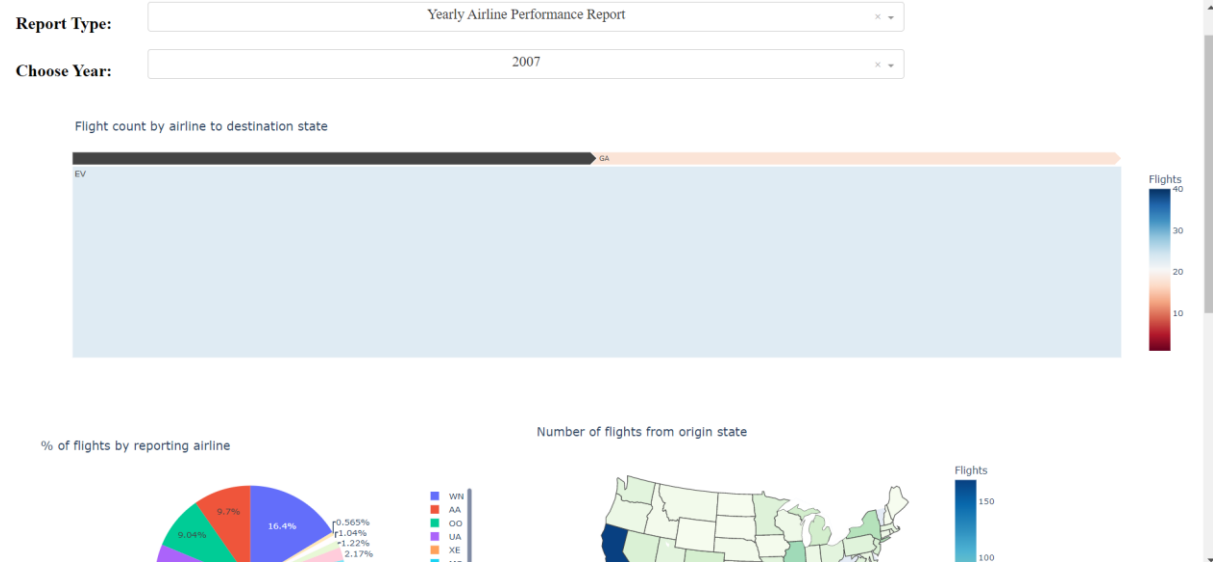 Report Type:
Yearly Airline Performance Report
Choose Year:
2007
Flight count by airline to destination state
GA
EV
Flights
40
30
20
10
% of flights by reporting airline
9.7%
16.4%
9.04%
0.565%
1.04%
1.22%
2.17%
WN
AA
OO
UA
XE
Number of flights from origin state
Flights
150
100